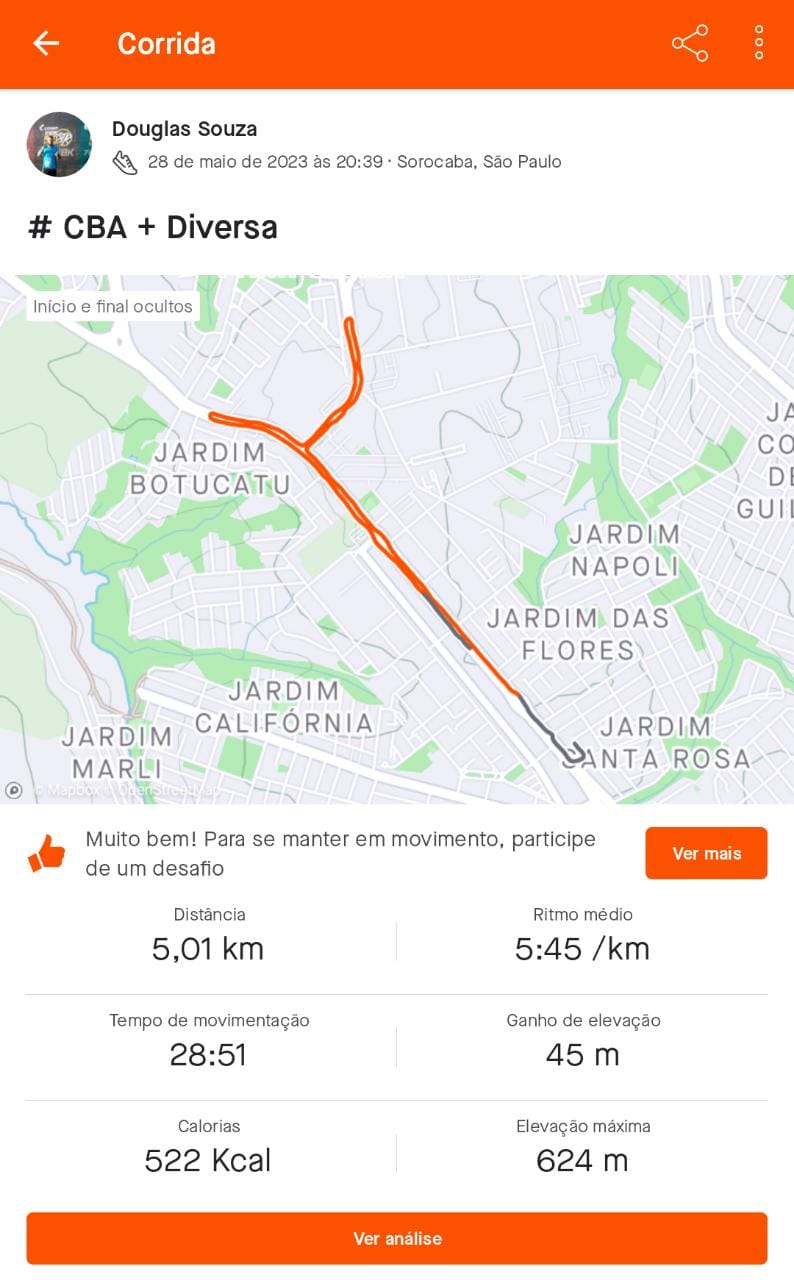 Corrida
Douglas Souza
28 de maio de 2023 às 20:39 · Sorocaba, São Paulo
# CBA + Diversa
Início e final ocultos
JARDIM
BOTUCATU
JA
CO
DE
GUIL
JARDIM
NAPOLI
JARDIM DAS
FLORES
JARDIM
CALIFÓRNIA
JARDIM
SANTA ROSA
JARDIM
MARLI
© Mapbox © OpenStreetMap
Muito bem! Para se manter em movimento, participe
de um desafio
Ver mais
Distância
Ritmo médio
5,01 km
5:45 /km
Tempo de movimentação
Ganho de elevação
28:51
45 m
Calorias
Elevação máxima
522 Kcal
624 m
Ver análise